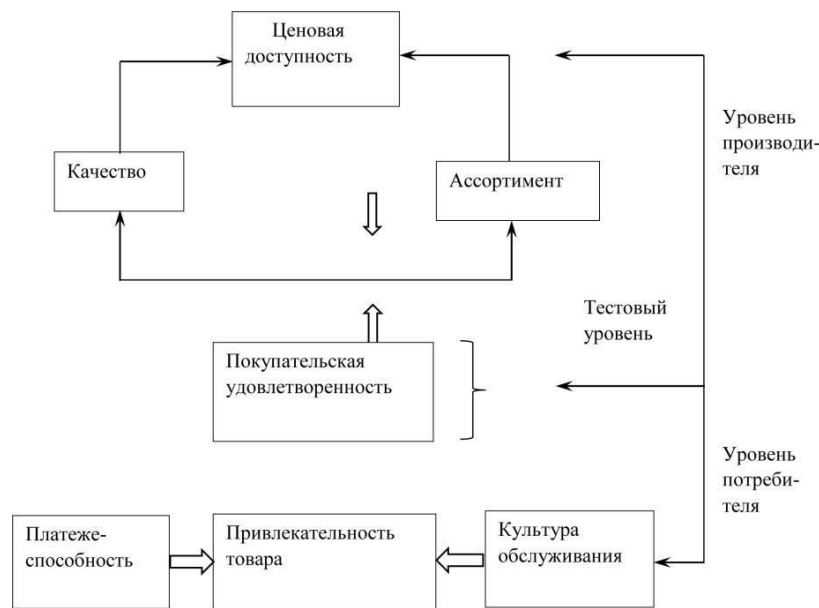 Ценовая
доступность
Уровень
производи-
теля
Качество
Ассортимент
Тестовый
уровень
Покупательская
удовлетворенность
Уровень
потреби-
теля
Платеже-
способность
Привлекательность
товара
Культура
обслуживания